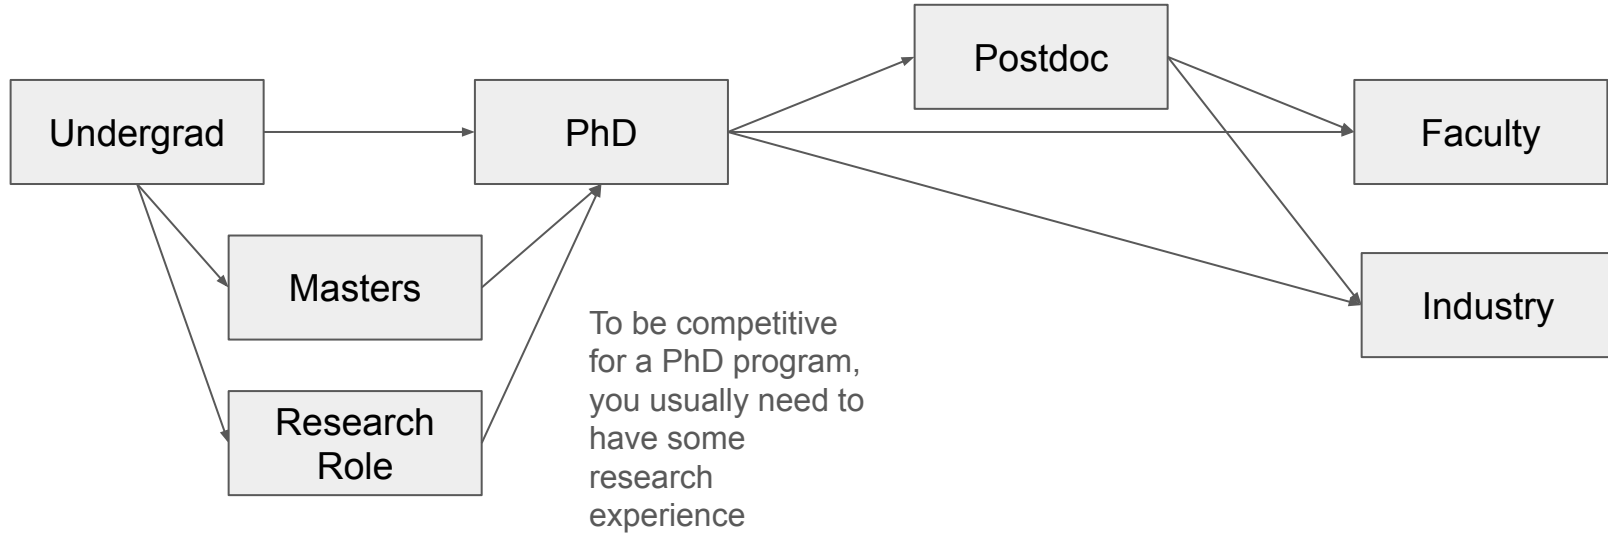 Undergrad
PhD
Postdoc
Faculty
Industry
Masters
Research
Role
To be competitive
for a PhD program,
you usually need to
have some
research
experience